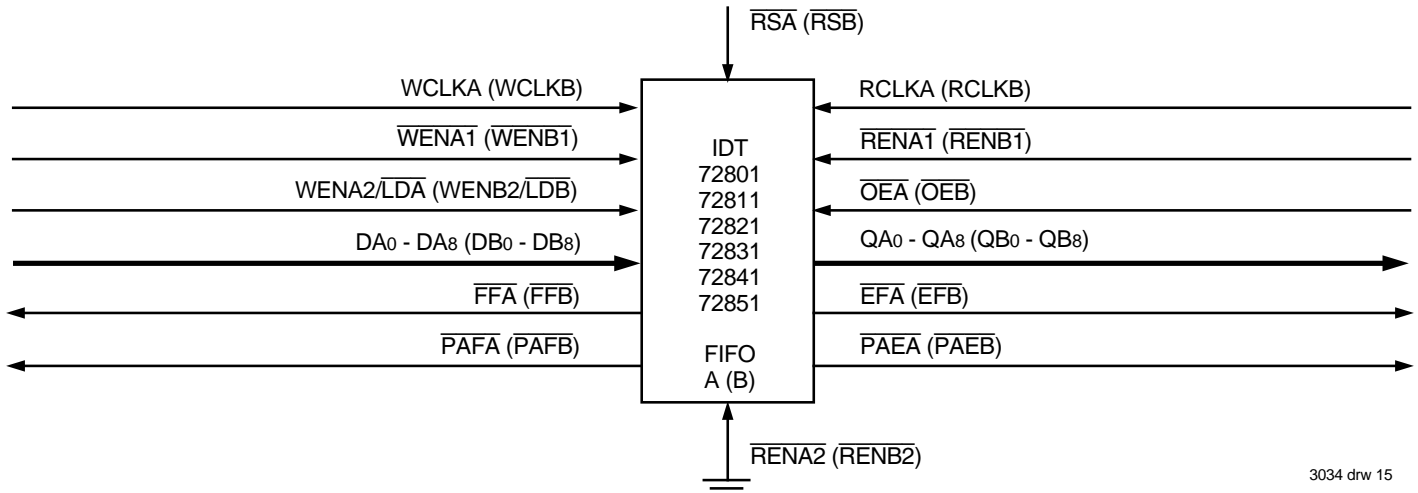 RSA (RSB)
WCLKA (WCLKB)
WENA1 (WENB1)
WENA2/LDA (WENB2/LDB)
DA0 - DA8 (DB0 - DB8)
FFA (FFB)
PAFA (PAFB)
IDT
72801
72811
72821
72831
72841
72851
FIFO
A (B)
RCLKA (RCLKB)
RENA1 (RENB1)
OEA (OEB)
QA0 - QA8 (QB0 - QB8)
EFA (EFB)
PAEA (PAEB)
RENA2 (RENB2)
3034 drw 15